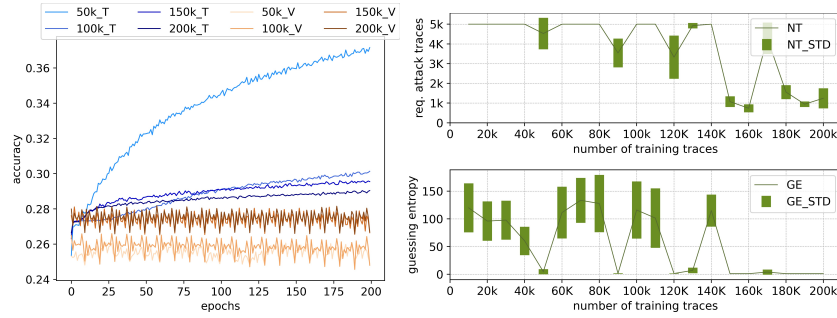 50k_T 150k_T 50k_V 150k_V
100k_T 200k_T 100k_V 200k_V
accuracy
0.36
0.32
0.30
0.28
0.26
0.24
0 25 50 75 100 125 150 175 200
epochs
req. attack traces
5k
4K
3K
2K
1K
0
NT
NT_STD
0 10K 20K 40K 60K 80K 100K 120K 140K 160K 180K 200K
number of training traces
guessing entropy
150
100
50
0
GE
GE_STD
0 20K 40K 60K 80K 100K 120K 140K 160K 180K 200k
number of training traces